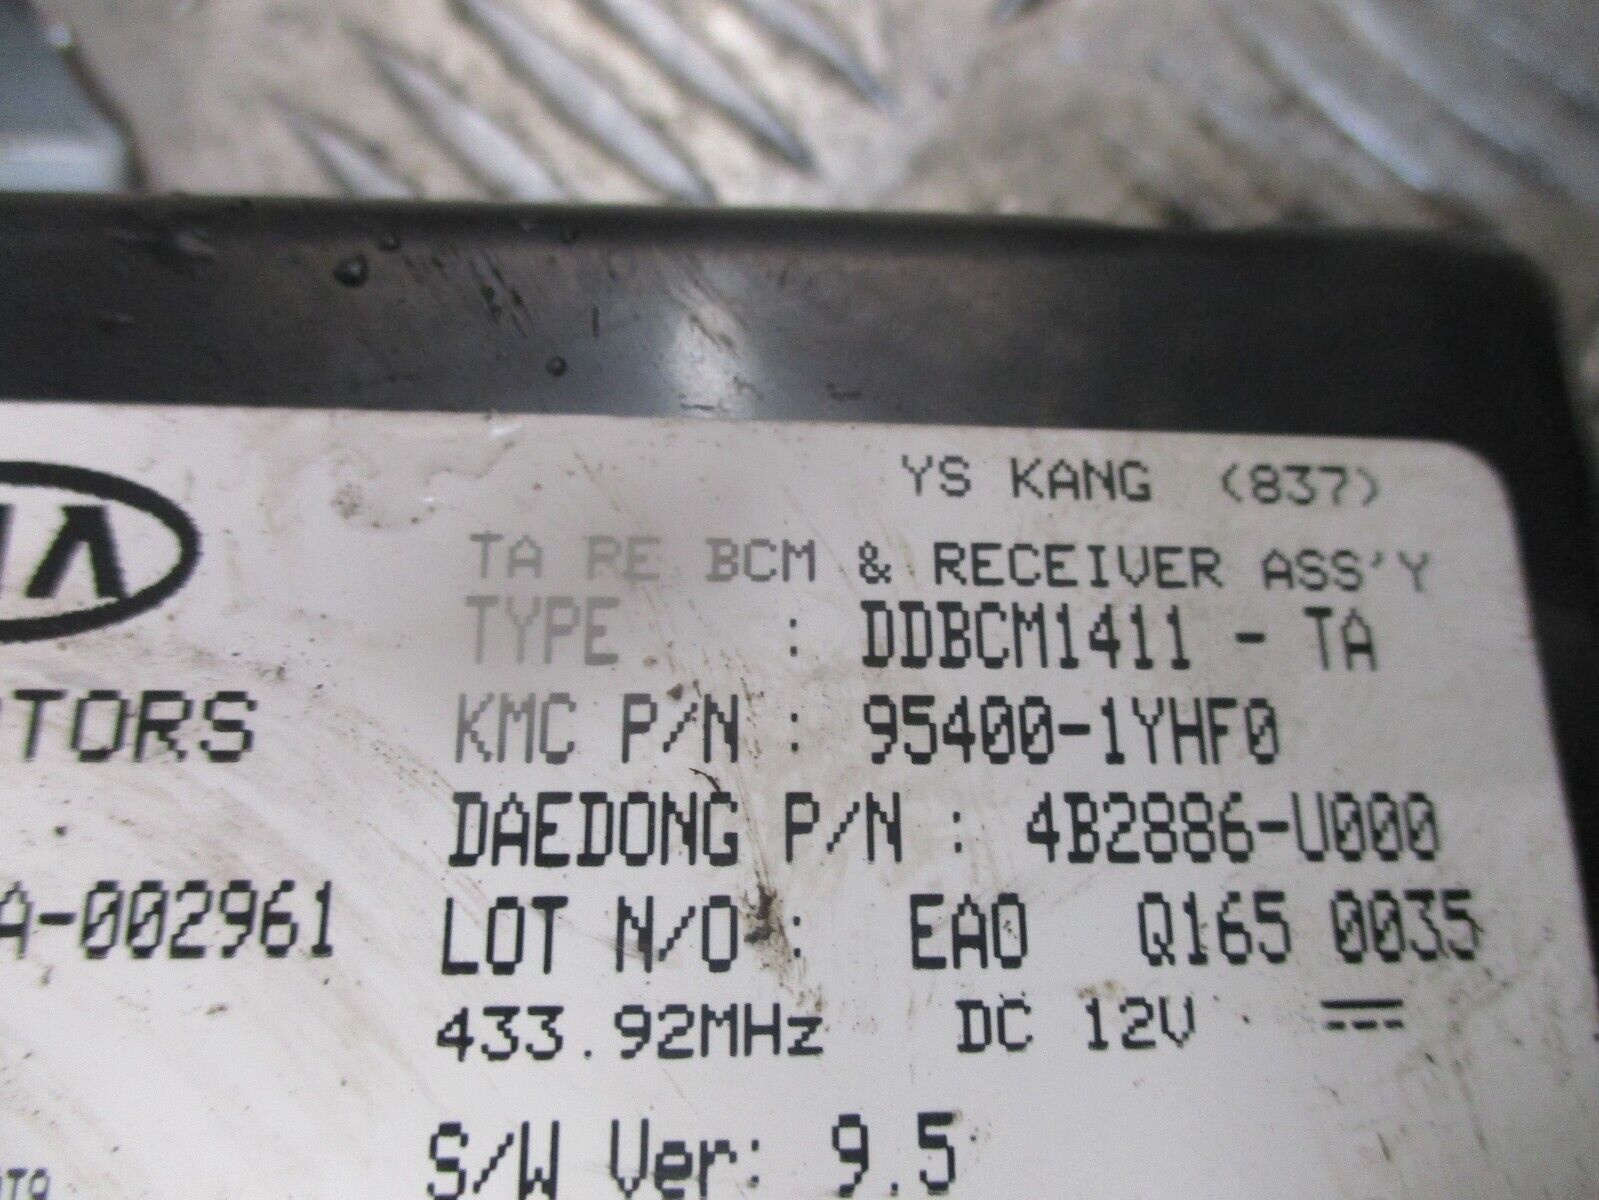 YS KANG (837)
TA RE BCM & RECEIVER ASS'Y
TYPE : DDBCM1411 - TA
KMC P/N : 95400-1YHF0
TORS
DAEDONG P/N : 4B2886-U000
A-002961
LOT N/O : EAO Q165 0035
433.92MHz DC 12V
S/W Ver: 9.5